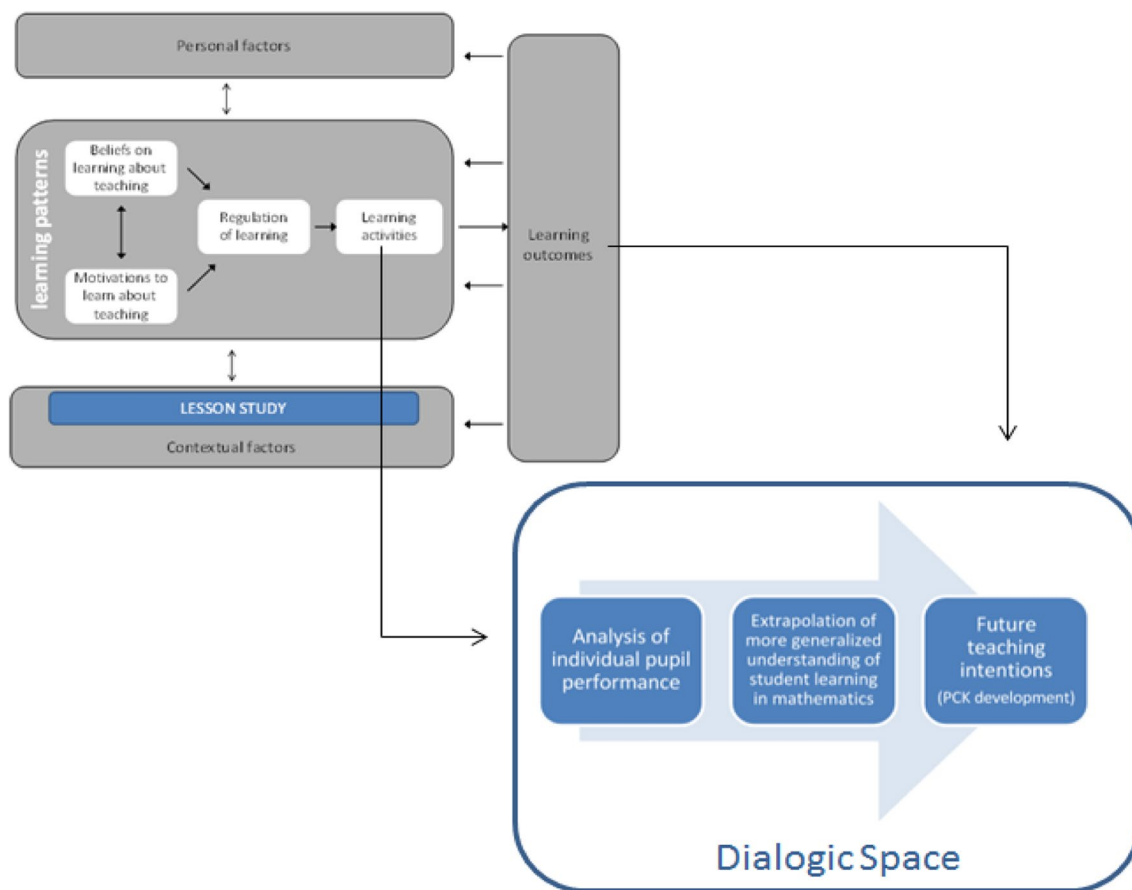 Personal factors
learning patterns
Beliefs on
learning about
teaching
Motivations to
learn about
teaching
Regulation
of learning
Learning
activities
Learning
outcomes
LESSON STUDY
Contextual factors
Analysis of
individual pupil
performance
Extrapolation of
more generalized
understanding of
student learning
in mathematics
Future
teaching
intentions
(PCK development)
Dialogic Space